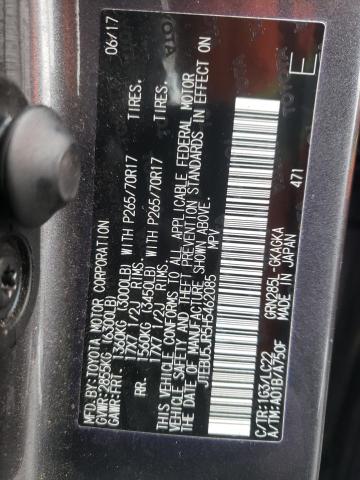 MFD. BY: TOYOTA MOTOR CORPORATION 06/17
GVWR: 2855KG (6300LB)
GAWR: FRT. 1360KG (3000LB) WITH P265/70R17 TIRES,
17X7 1/2J RIMS.
RR. 1560KG (3450LB) WITH P265/70R17 TIRES,
17X7 1/2J RIMS.
THIS VEHICLE CONFORMS TO ALL APPLICABLE FEDERAL MOTOR
VEHICLE SAFETY AND THEFT PREVENTION STANDARDS IN EFFECT
ON THE DATE OF MANUFACTURE SHOWN ABOVE.
JTEBU5JR5H5462085 MPV
C/TR: 1G3/LC22 GRN285L-GKAGKA
A/TM: A01B/A750F MADE IN JAPAN 471
E